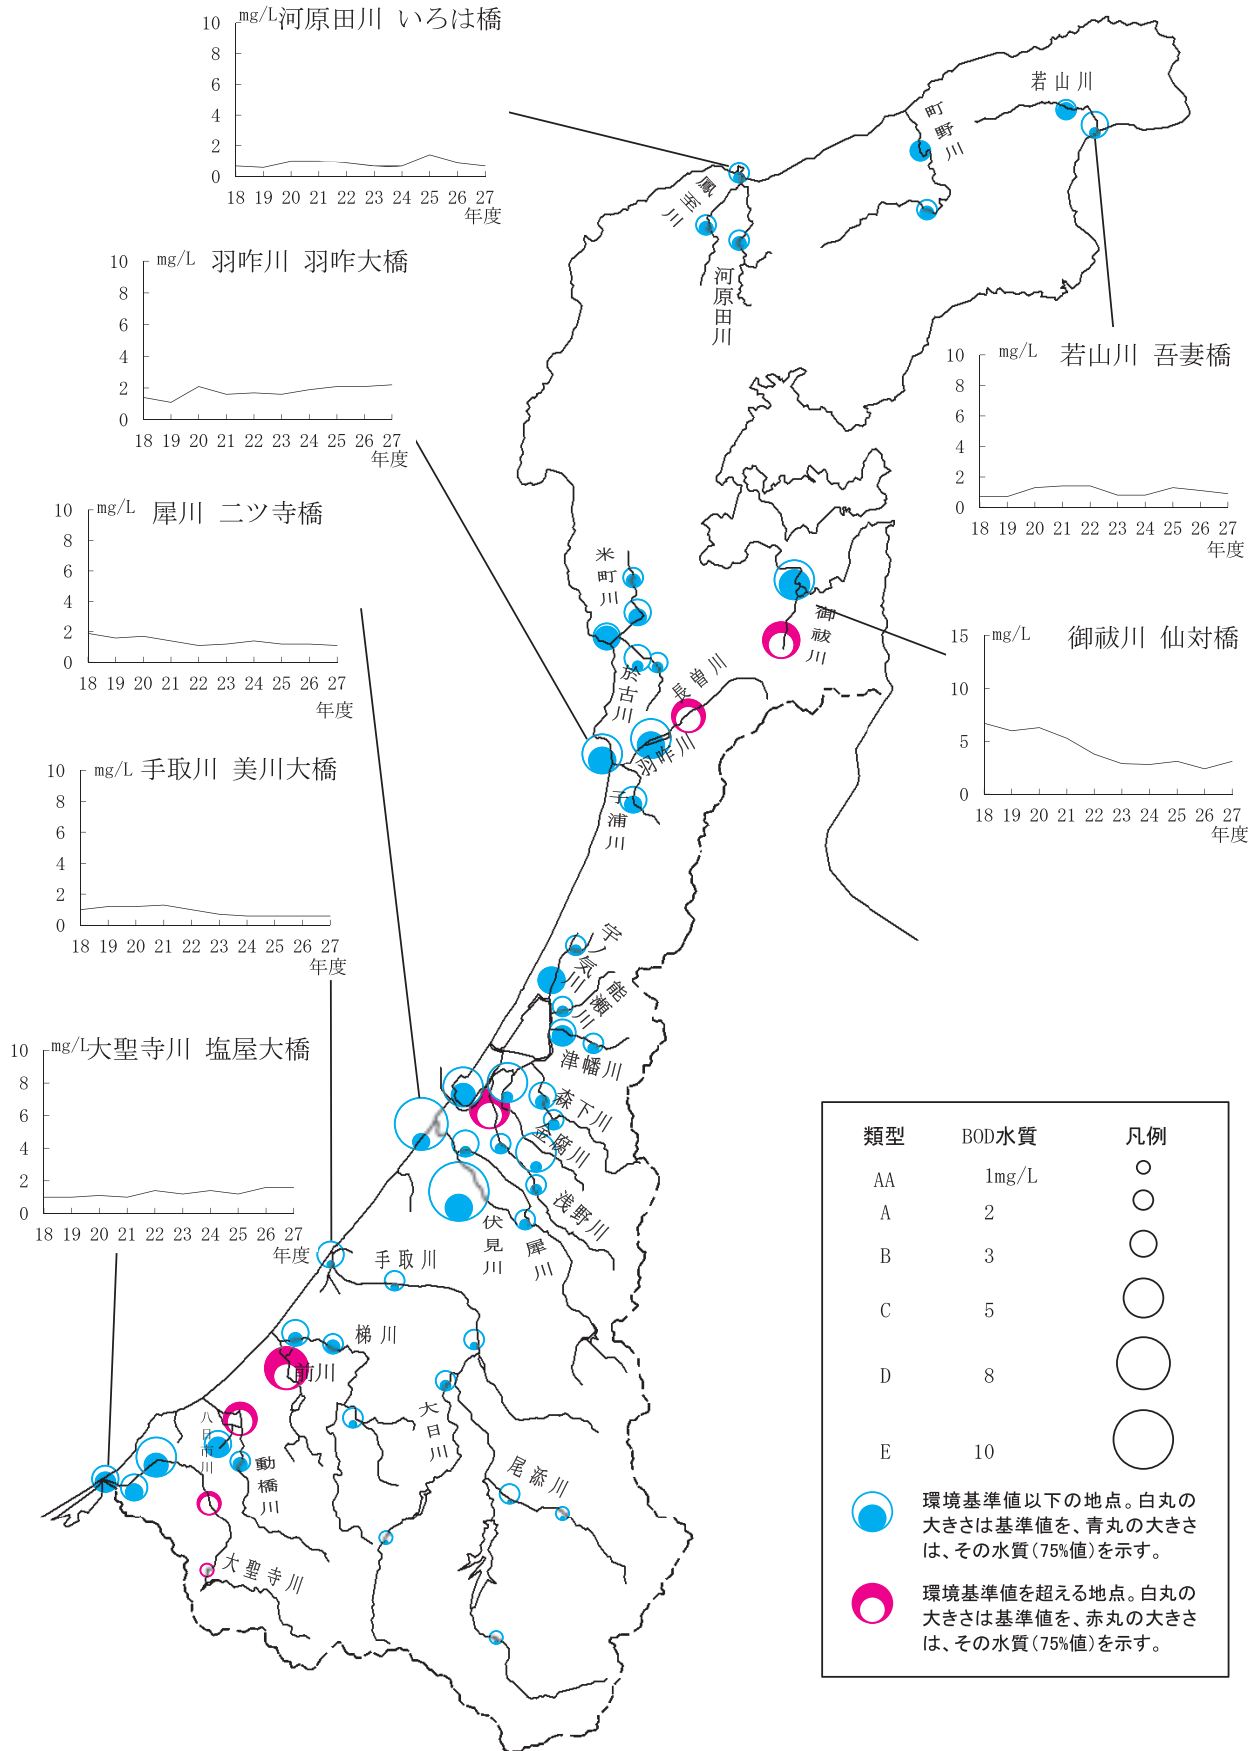 mg/L 河原田川 いろは橋
10
8
6
4
2
0
18 19 20 21 22 23 24 25 26 27
年度
mg/L 羽咋川 羽咋大橋
10
8
6
4
2
0
18 19 20 21 22 23 24 25 26 27
年度
mg/L 犀川 二ツ寺橋
10
8
6
4
2
0
18 19 20 21 22 23 24 25 26 27
年度
mg/L 手取川 美川大橋
10
8
6
4
2
0
18 19 20 21 22 23 24 25 26 27
年度
mg/L 大聖寺川 塩屋大橋
10
8
6
4
2
0
18 19 20 21 22 23 24 25 26 27
年度
mg/L 若山川 吾妻橋
10
8
6
4
2
0
18 19 20 21 22 23 24 25 26 27
年度
mg/L 御祓川 仙対橋
15
10
5
0
18 19 20 21 22 23 24 25 26 27
年度
若山川
町野川
鳳至川
河原田川
米町川
御祓川
於古川
長曽川
羽咋川
子浦川
宇ノ気川
能瀬川
津幡川
森下川
金腐川
浅野川
犀川
伏見川
手取川
梯川
前川
八日市川
動橋川
大日川
尾添川
大聖寺川
類型 BOD水質 凡例
AA 1mg/L
A 2
B 3
C 5
D 8
E 10
環境基準値以下の地点。白丸の
大きさは基準値を、青丸の大きさ
は、その水質(75%値)を示す。
環境基準値を超える地点。白丸の
大きさは基準値を、赤丸の大きさ
は、その水質(75%値)を示す。